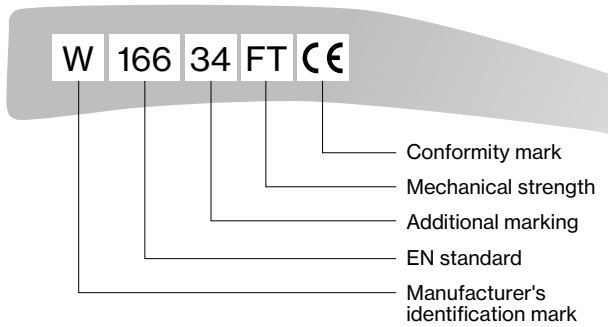 W 166 34 FT CE
Conformity mark
Mechanical strength
Additional marking
EN standard
Manufacturer's
identification mark